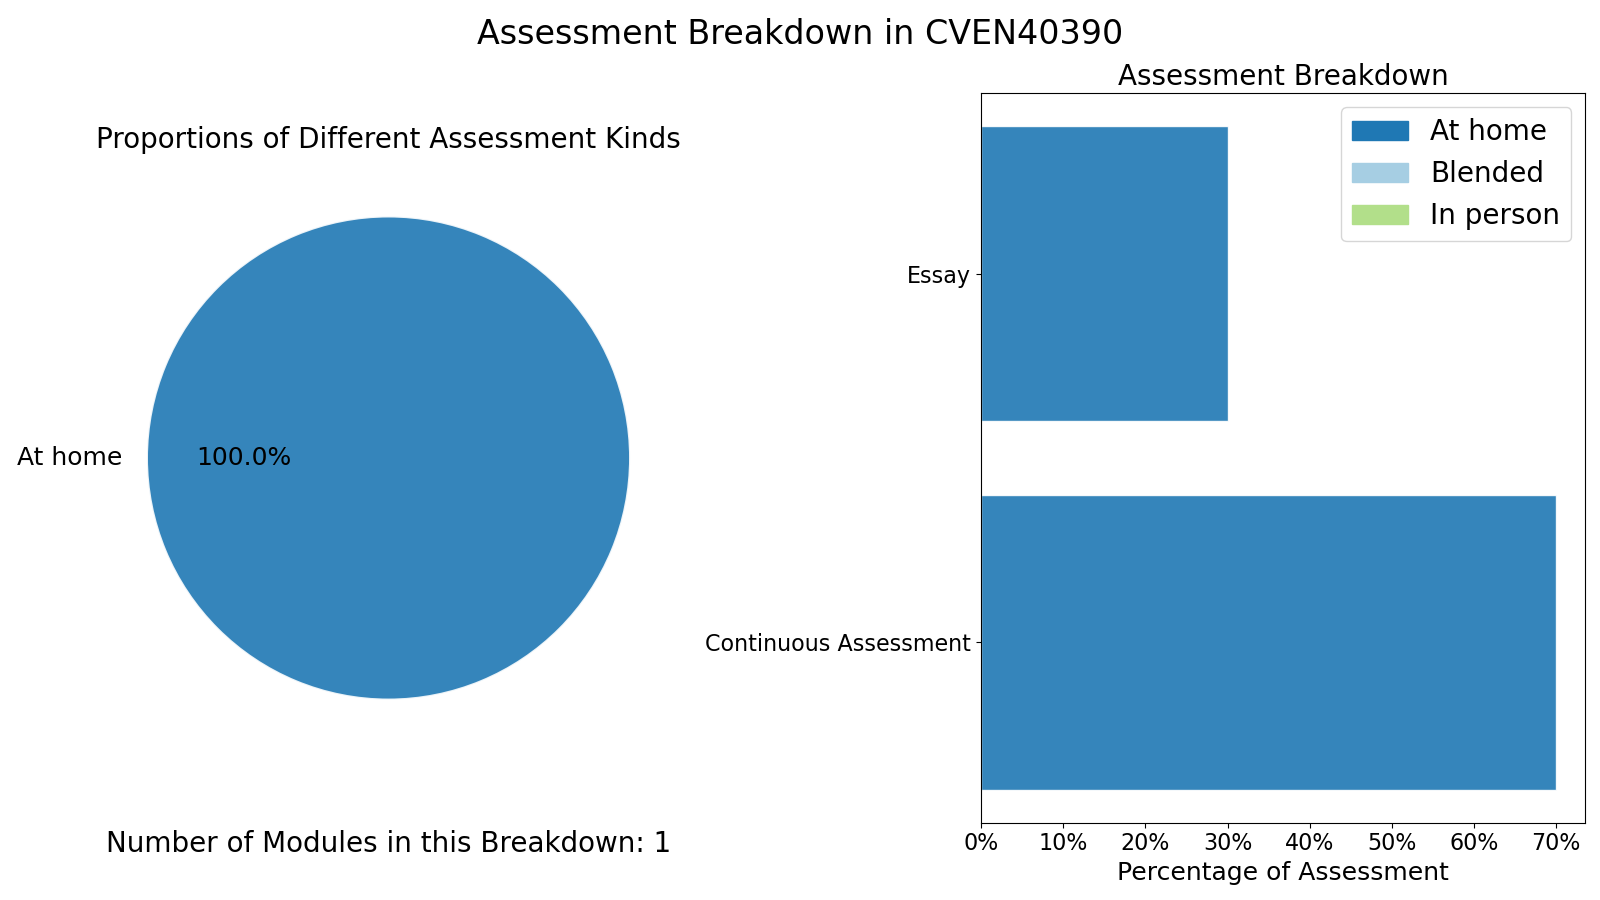 Assessment Breakdown in CVEN40390
Proportions of Different Assessment Kinds
At home
100.0%
Number of Modules in this Breakdown: 1
Assessment Breakdown
At home
Blended
In person
Essay
Continuous Assessment
0% 10% 20% 30% 40% 50% 60% 70%
Percentage of Assessment